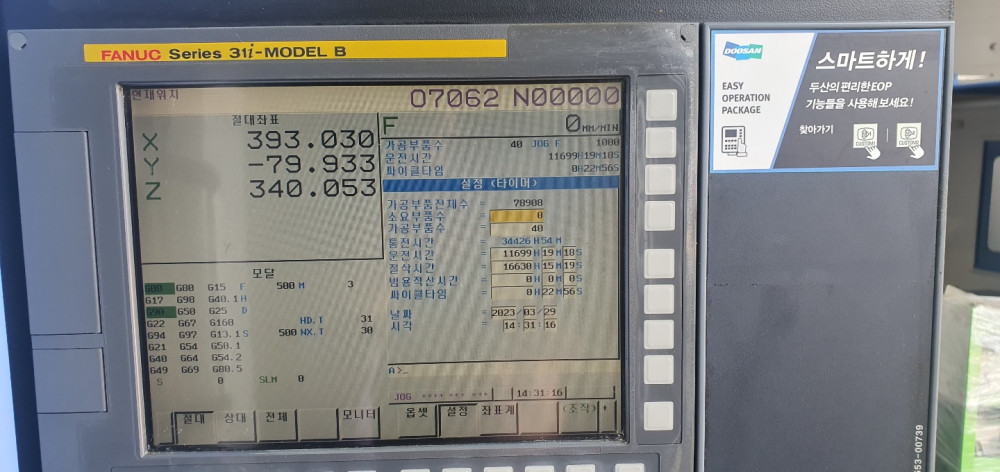 FANUC Series 31i-MODEL B
현재위치
O7062 N00000
절대좌표
X 393.030
Y -79.933
Z 340.053
F 0 MM/MIN
가공부품수 40 JOG F 1000
운전시간 11699H19M18S
싸이클타임 0H22M56S
설정 (타이머)
가공부품전체수 = 78908
소요부품수 = 0
가공부품수 = 40
통전시간 = 34426H54M
운전시간 = 11699H19M18S
절삭시간 = 16630H15M19S
범용적산시간 = 0H 0M 0S
싸이클타임 = 0H22M56S
날짜 = 2023/03/29
시각 = 14:31:16
모달
G80 G15 F 500 M 3
G17 G98 G40.1 H
G90 G50 G25 D
G22 G67 G160 HD.T 31
G94 G97 G13.1 S 500 NX.T 30
G21 G54 G50.1
G40 G64 G54.2
G49 G69 G80.5
S 0 SLM 0
A>_
JOG **** *** *** 14:31:16
절대 상대 전체 모니터 옵셋 설정 좌표계 (조작) +
DOOSAN
스마트하게!
EASY
OPERATION
PACKAGE
두산의 편리한 EOP
기능들을 사용해 보세요!
찾아가기
CUSTOM1
553-00739